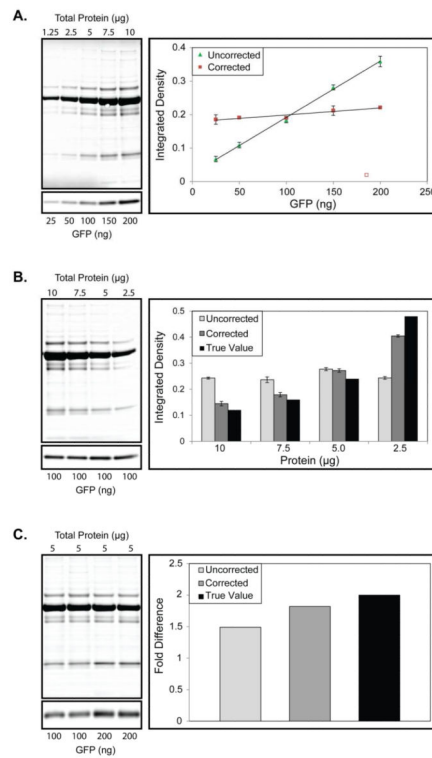 A.
Total Protein (µg)
1.25 2.5 5 7.5 10
25 50 100 150 200
GFP (ng)
Uncorrected
Corrected
Integrated Density
0.4
0.3
0.2
0.1
0
0 50 100 150 200 250
GFP (ng)
B.
Total Protein (µg)
10 7.5 5 2.5
100 100 100 100
GFP (ng)
Uncorrected
Corrected
True Value
Integrated Density
0.5
0.4
0.3
0.2
0.1
0
10 7.5 5.0 2.5
Protein (µg)
C.
Total Protein (µg)
5 5 5 5
100 100 200 200
GFP (ng)
Uncorrected
Corrected
True Value
Fold Difference
2.5
2
1.5
1
0.5
0